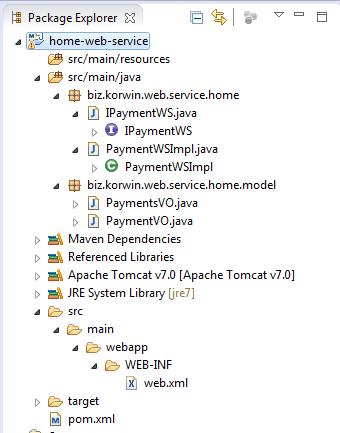 Package Explorer
home-web-service
src/main/resources
src/main/java
biz.korwin.web.service.home
IPaymentWS.java
IPaymentWS
PaymentWSImpl.java
PaymentWSImpl
biz.korwin.web.service.home.model
PaymentsVO.java
PaymentVO.java
Maven Dependencies
Referenced Libraries
Apache Tomcat v7.0 [Apache Tomcat v7.0]
JRE System Library [jre7]
src
main
webapp
WEB-INF
web.xml
target
pom.xml